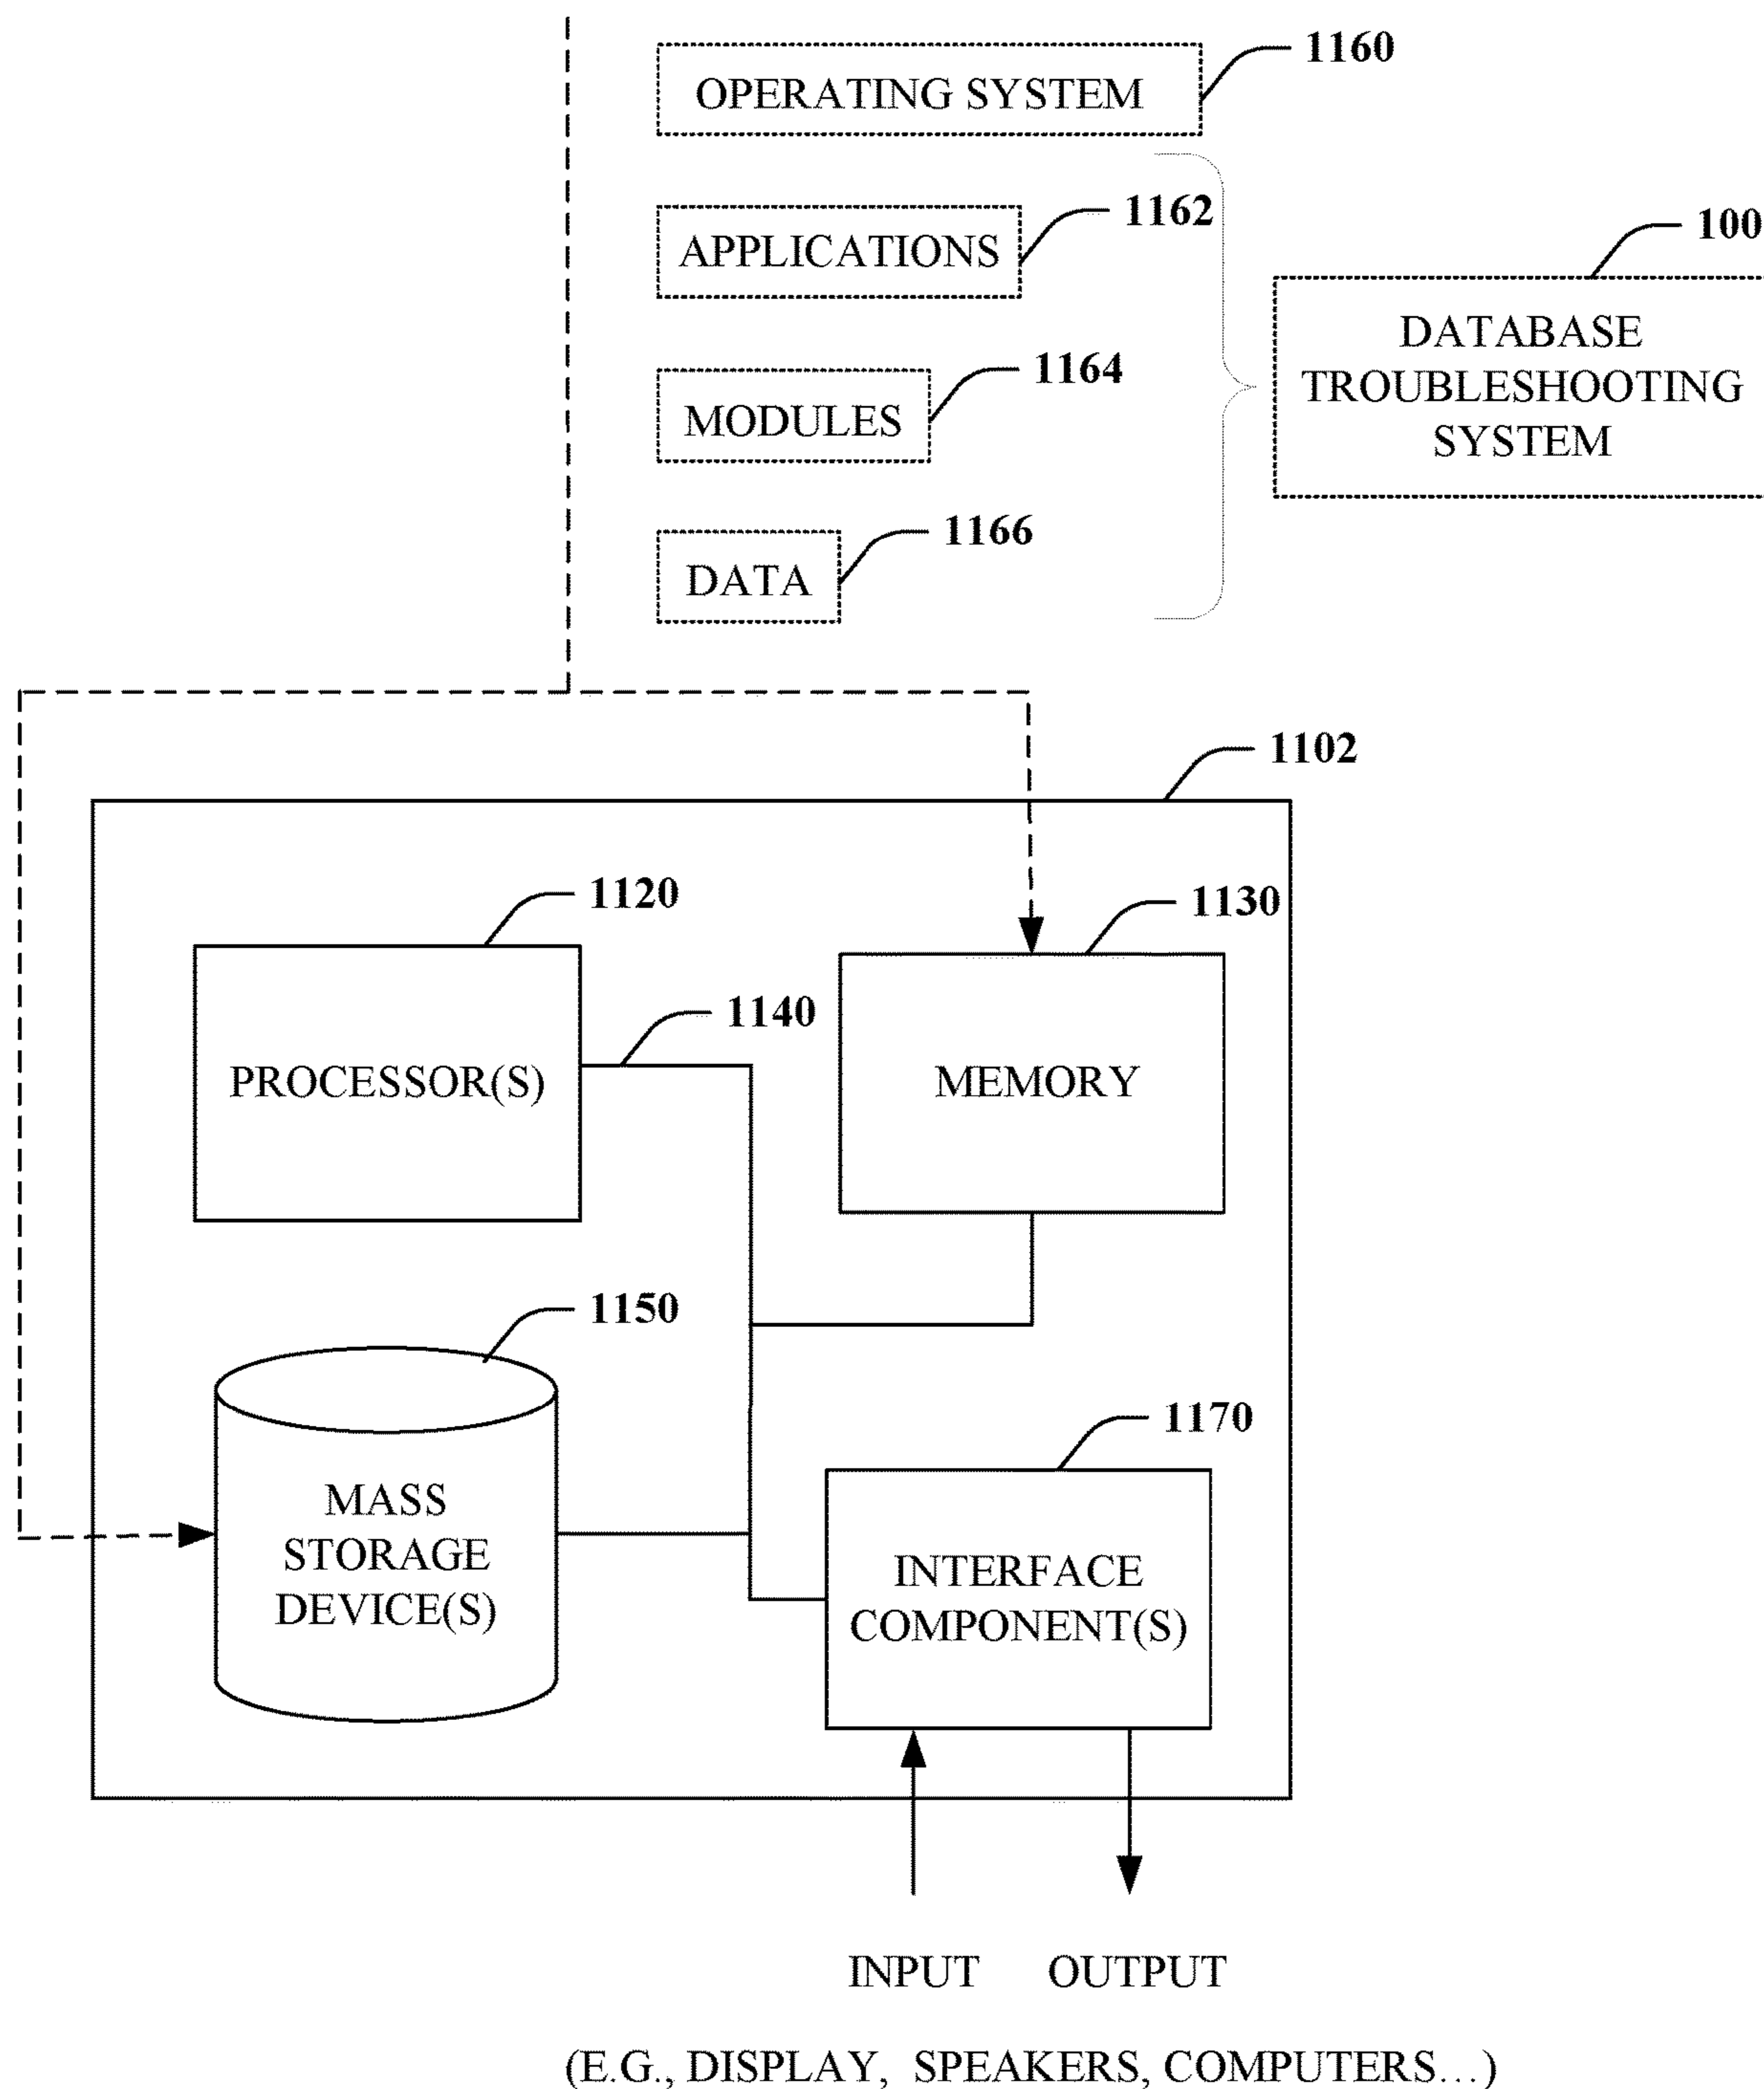 1160
OPERATING SYSTEM
1162
APPLICATIONS
100
DATABASE
TROUBLESHOOTING
SYSTEM
1164
MODULES
1166
DATA
1102
1120
1130
PROCESSOR(S)
1140
MEMORY
1150
MASS
STORAGE
DEVICE(S)
1170
INTERFACE
COMPONENT(S)
INPUT OUTPUT
(E.G., DISPLAY, SPEAKERS, COMPUTERS…)